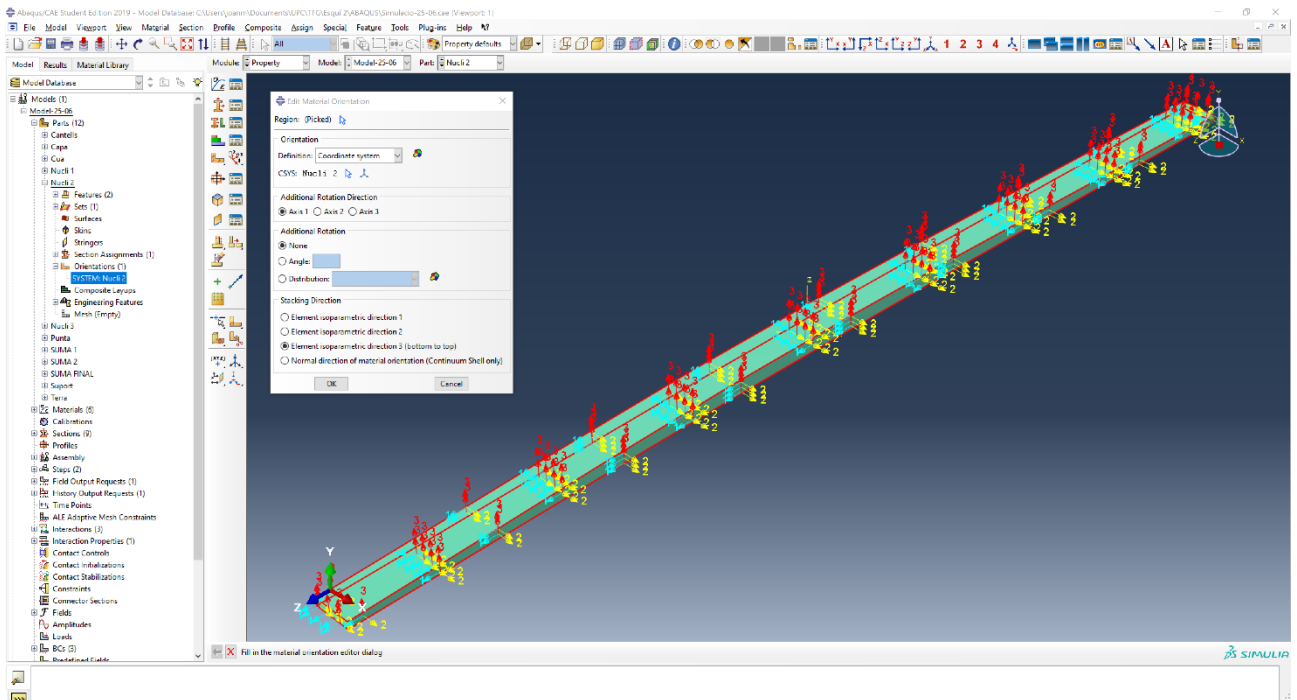 Abaqus/CAE Student Edition 2019 - Model Database: C:\Users\joanm\Documents\UPC\TFG\Esquí 2\ABAQUS\Simulecio-25-06.cae (Viewport: 1)
File Model Viewport View Material Section Profile Composite Assign Special Feature Tools Plug-ins Help
All Property defaults 1 2 3 4 A
Model Results Material Library
Module: Property Model: Model-25-06 Part: Nucli 2
Model Database
Models (1)
Model-25-06
Parts (12)
Cantells
Capa
Cua
Nucli 1
Nucli 2
Features (2)
Sets (1)
Surfaces
Skins
Stringers
Section Assignments (1)
Orientations (1)
SYSTEM: Nucli 2
Composite Layups
Engineering Features
Mesh (Empty)
Nucli 3
Punta
SUMA 1
SUMA 2
SUMA FINAL
Suport
Terra
Materials (6)
Calibrations
Sections (9)
Profiles
Assembly
Steps (2)
Field Output Requests (1)
History Output Requests (1)
Time Points
ALE Adaptive Mesh Constraints
Interactions (3)
Interaction Properties (1)
Contact Controls
Contact Initializations
Contact Stabilizations
Constraints
Connector Sections
Fields
Amplitudes
Loads
BCs (3)
Predefined Fields
Edit Material Orientation
Region: (Picked)
Orientation
Definition: Coordinate system
CSYS: Nucli 2
Additional Rotation Direction
Axis 1 Axis 2 Axis 3
Additional Rotation
None
Angle:
Distribution:
Stacking Direction
Element isoparametric direction 1
Element isoparametric direction 2
Element isoparametric direction 3 (bottom to top)
Normal direction of material orientation (Continuum Shell only)
OK Cancel
Y
Z X
Fill in the material orientation editor dialog
SIMULIA